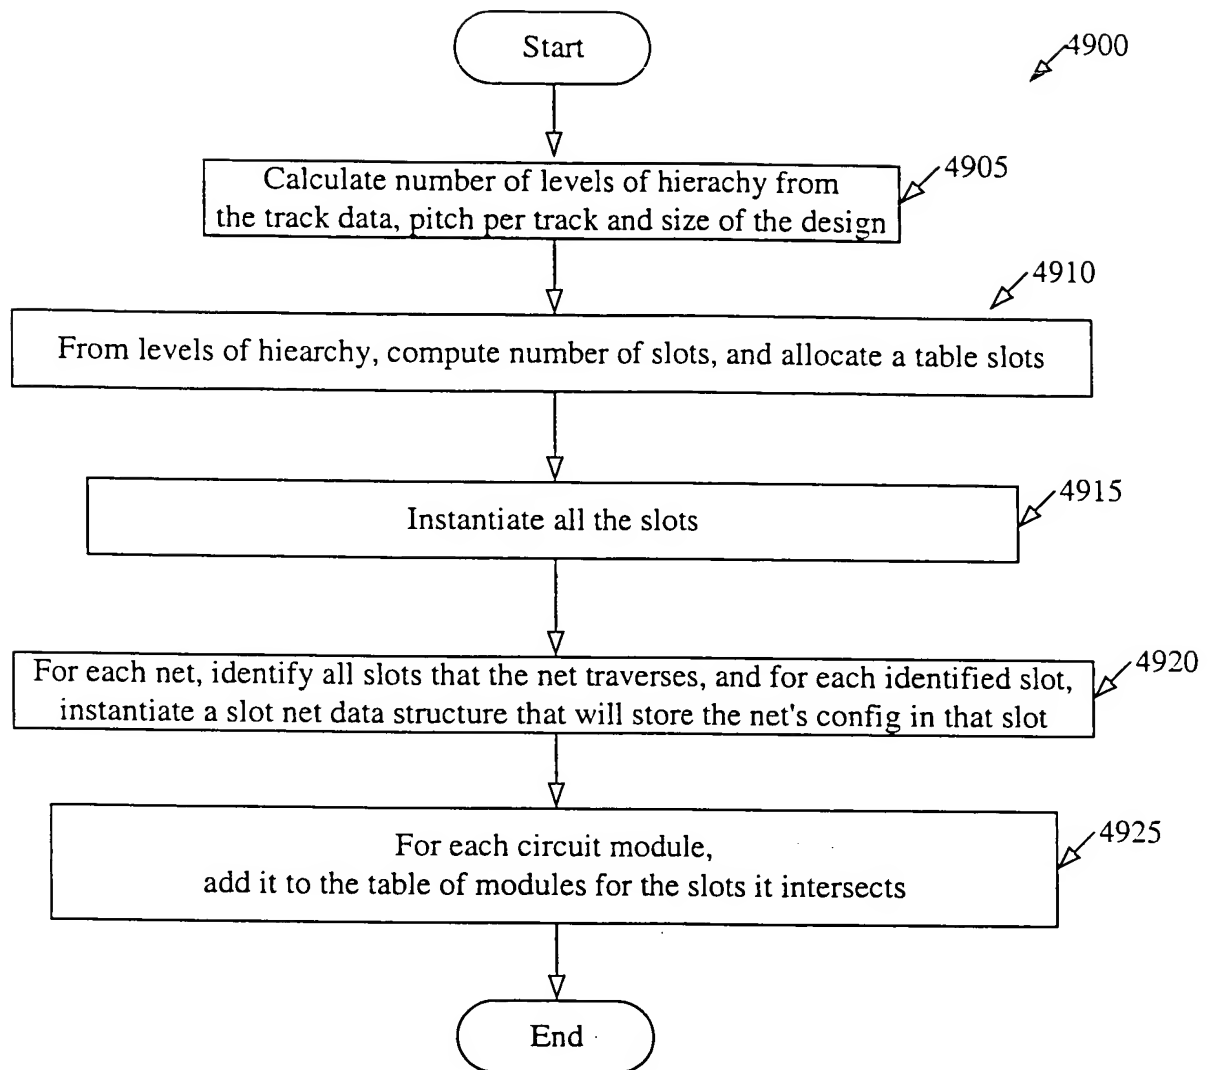 Start
4900
Calculate number of levels of hierachy from
the track data, pitch per track and size of the design
4905
4910
From levels of hiearchy, compute number of slots, and allocate a table slots
Instantiate all the slots
4915
For each net, identify all slots that the net traverses, and for each identified slot,
instantiate a slot net data structure that will store the net's config in that slot
4920
For each circuit module,
add it to the table of modules for the slots it intersects
4925
End